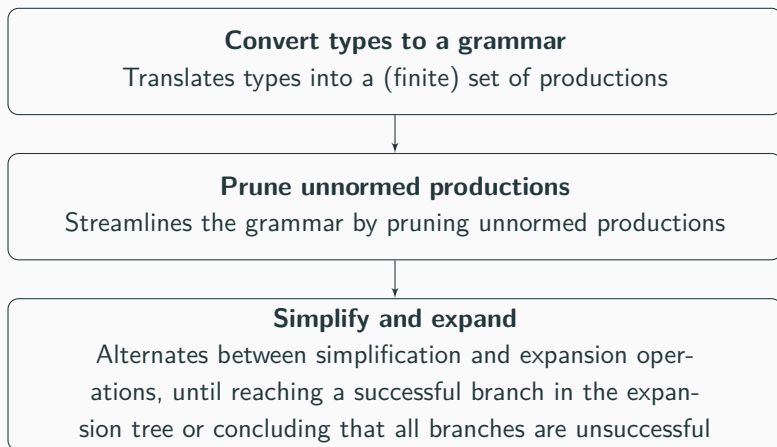 Convert types to a grammar
Translates types into a (finite) set of productions
Prune unnormed productions
Streamlines the grammar by pruning unnormed productions
Simplify and expand
Alternates between simplification and expansion oper-
ations, until reaching a successful branch in the expan-
sion tree or concluding that all branches are unsuccessful